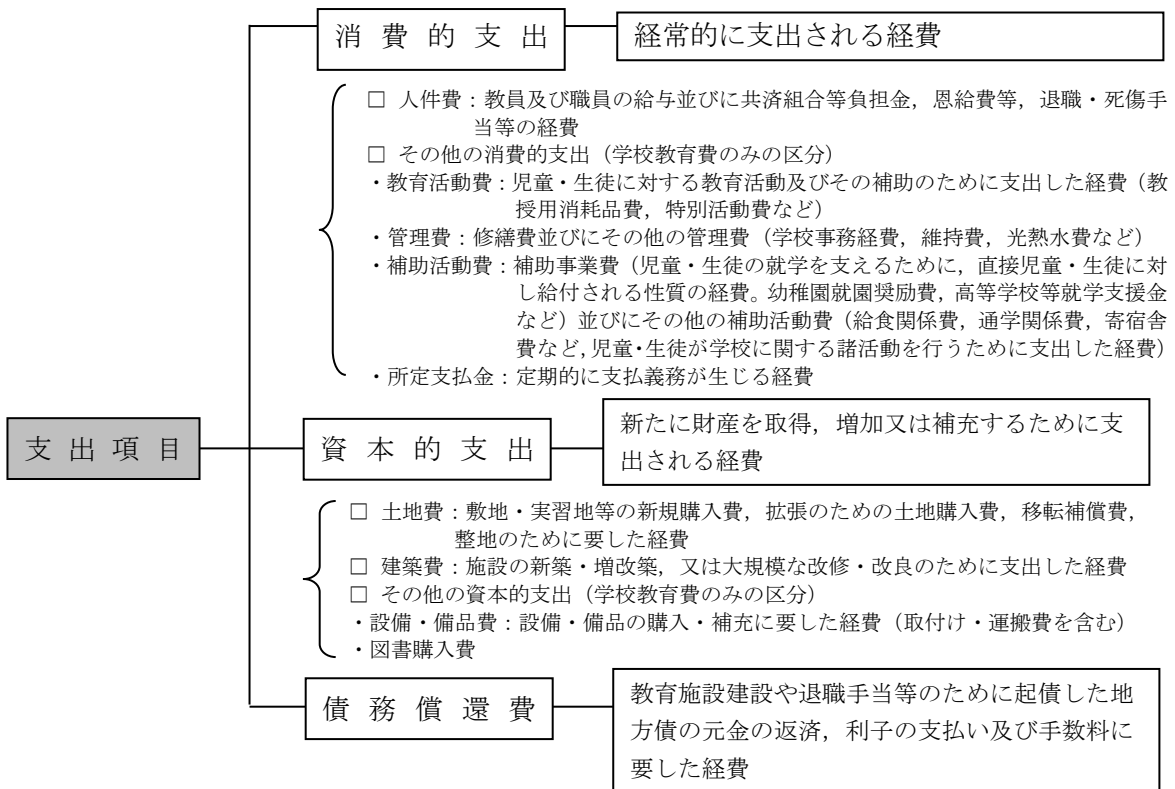 消費的支出
経常的に支出される経費
□ 人件費：教員及び職員の給与並びに共済組合等負担金，恩給費等，退職・死傷手
当等の経費
□ その他の消費的支出（学校教育費のみの区分）
・教育活動費：児童・生徒に対する教育活動及びその補助のために支出した経費（教
授用消耗品費，特別活動費など）
・管理費：修繕費並びにその他の管理費（学校事務経費，維持費，光熱水費など）
・補助活動費：補助事業費（児童・生徒の就学を支えるために，直接児童・生徒に対
し給付される性質の経費。幼稚園就園奨励費，高等学校等就学支援金
など）並びにその他の補助活動費（給食関係費，通学関係費，寄宿舎
費など，児童・生徒が学校に関する諸活動を行うために支出した経費）
・所定支払金：定期的に支払義務が生じる経費
支出項目
資本的支出
新たに財産を取得，増加又は補充するために支
出される経費
□ 土地費：敷地・実習地等の新規購入費，拡張のための土地購入費，移転補償費，
整地のために要した経費
□ 建築費：施設の新築・増改築，又は大規模な改修・改良のために支出した経費
□ その他の資本的支出（学校教育費のみの区分）
・設備・備品費：設備・備品の購入・補充に要した経費（取付け・運搬費を含む）
・図書購入費
債務償還費
教育施設建設や退職手当等のために起債した地
方債の元金の返済，利子の支払い及び手数料に
要した経費